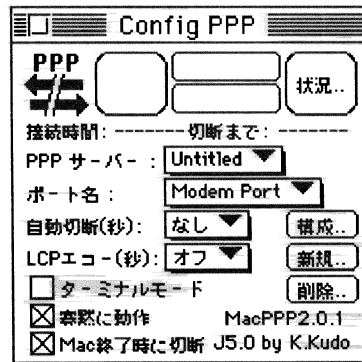 Config PPP
PPP
状況..
接続時間: -------切断まで: -------
PPP サーバー : Untitled
ポート名 : Modem Port
自動切断(秒): なし 構成..
LCPエコー(秒): オフ 新規..
ターミナルモード 削除..
寡黙に動作 MacPPP2.0.1
Mac終了時に切断 J5.0 by K.Kudo